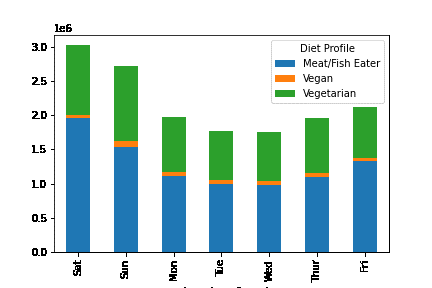 1e6
3.0
2.5
2.0
1.5
1.0
0.5
0.0
Diet Profile
Meat/Fish Eater
Vegan
Vegetarian
Sat Sun Mon Tue Wed Thur Fri